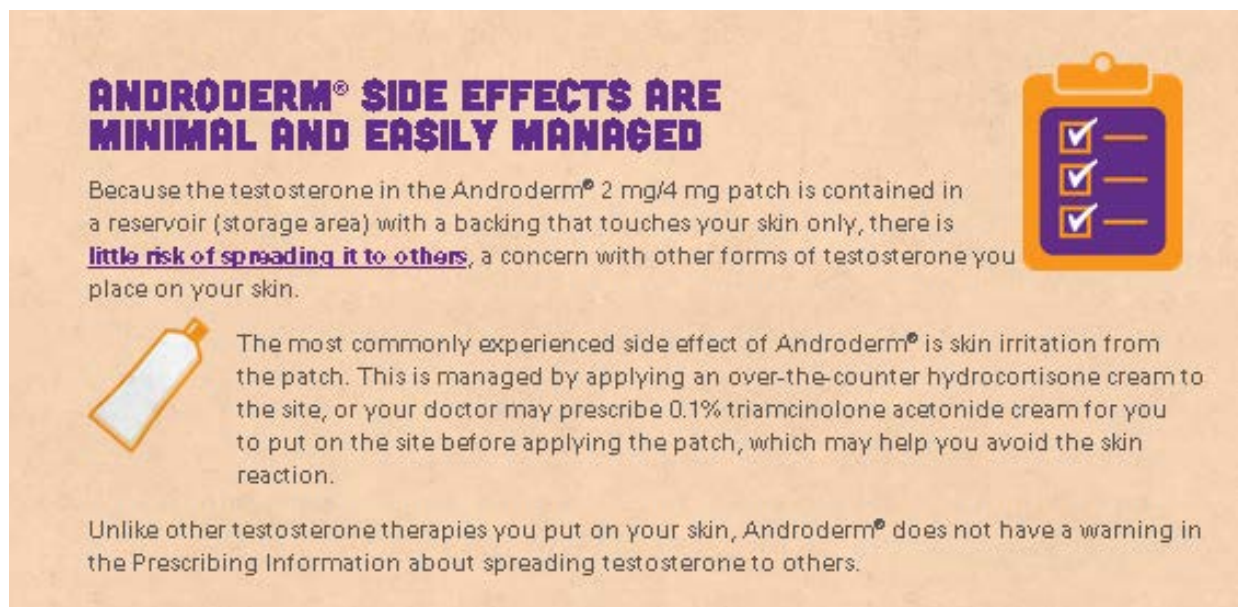 ANDRODERM® SIDE EFFECTS ARE
MINIMAL AND EASILY MANAGED
Because the testosterone in the Androderm® 2 mg/4 mg patch is contained in
a reservoir (storage area) with a backing that touches your skin only, there is
little risk of spreading it to others, a concern with other forms of testosterone you
place on your skin.
The most commonly experienced side effect of Androderm® is skin irritation from
the patch. This is managed by applying an over-the-counter hydrocortisone cream to
the site, or your doctor may prescribe 0.1% triamcinolone acetonide cream for you
to put on the site before applying the patch, which may help you avoid the skin
reaction.
Unlike other testosterone therapies you put on your skin, Androderm® does not have a warning in
the Prescribing Information about spreading testosterone to others.